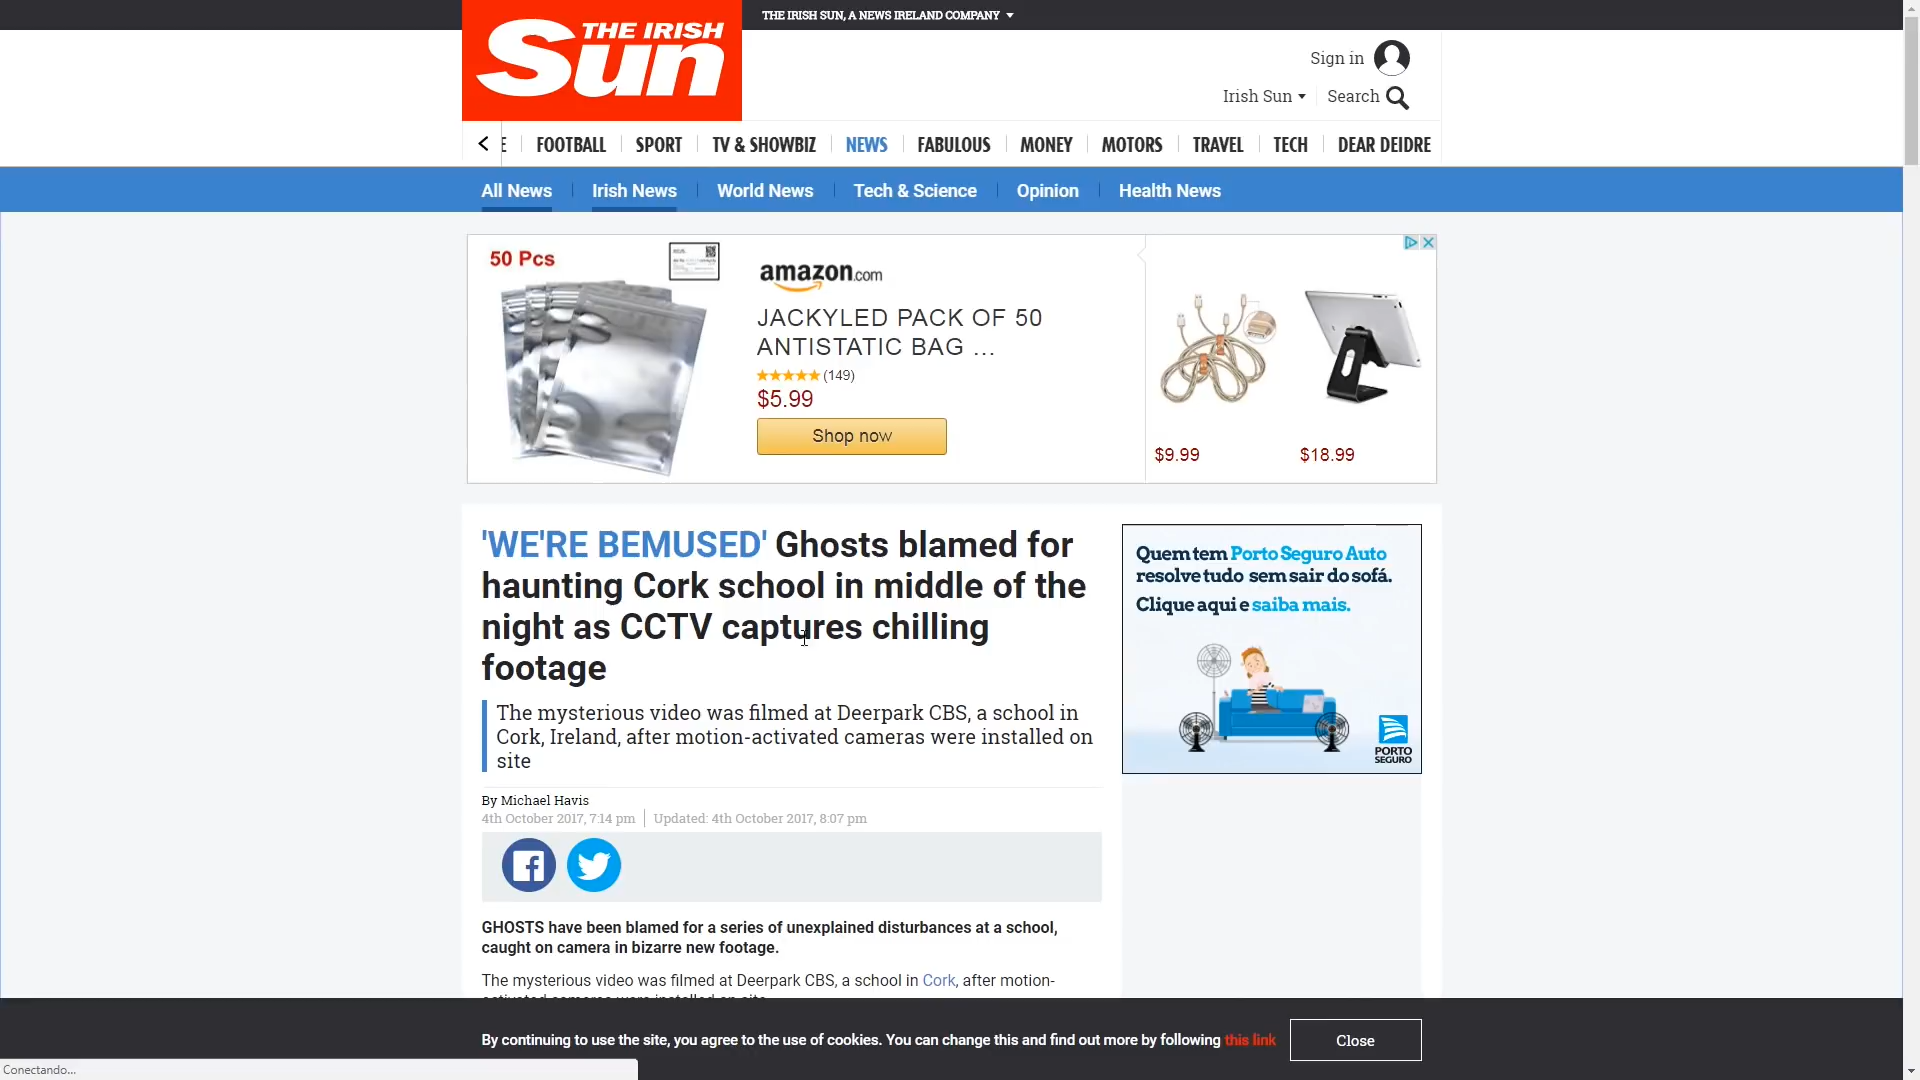 THE IRISH SUN, A NEWS IRELAND COMPANY
THE IRISH
Sun
Sign in
Irish Sun
Search
E
FOOTBALL
SPORT
TV & SHOWBIZ
NEWS
FABULOUS
MONEY
MOTORS
TRAVEL
TECH
DEAR DEIDRE
All News
Irish News
World News
Tech & Science
Opinion
Health News
50 Pcs
amazon.com
JACKYLED PACK OF 50
ANTISTATIC BAG ...
(149)
$5.99
Shop now
$9.99
$18.99
'WE'RE BEMUSED' Ghosts blamed for
haunting Cork school in middle of the
night as CCTV captures chilling
footage
The mysterious video was filmed at Deerpark CBS, a school in
Cork, Ireland, after motion-activated cameras were installed on
site
By Michael Havis
4th October 2017, 7:14 pm
Updated: 4th October 2017, 8:07 pm
GHOSTS have been blamed for a series of unexplained disturbances at a school,
caught on camera in bizarre new footage.
The mysterious video was filmed at Deerpark CBS, a school in Cork, after motion-
activated cameras were installed on site
Quem tem Porto Seguro Auto
resolve tudo sem sair do sofá.
Clique aqui e saiba mais.
PORTO
SEGURO
By continuing to use the site, you agree to the use of cookies. You can change this and find out more by following this link
Close
Conectando...